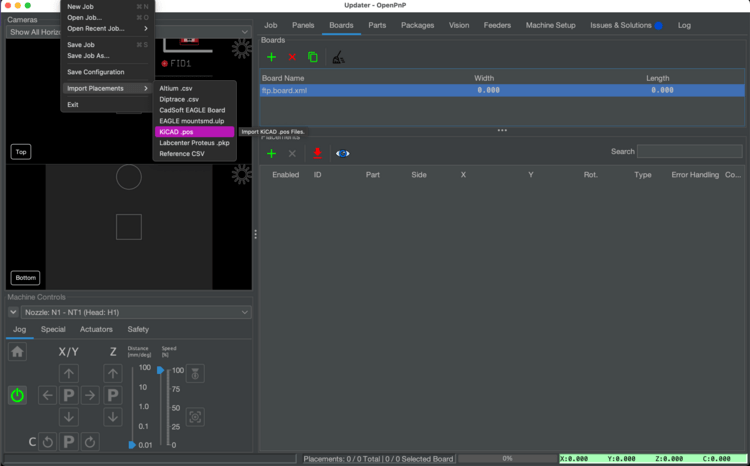 Updater - OpenPnP
New Job ⌘ N
Open Job... ⌘ O
Open Recent Job...
Save Job ⌘ S
Save Job As...
Save Configuration
Import Placements
Exit
Altium .csv
Diptrace .csv
CadSoft EAGLE Board
EAGLE mountsmd.ulp
KiCAD .pos
Labcenter Proteus .pkp
Reference CSV
Import KiCAD .pos Files.
Cameras
Show All Horiz
FID1
Top
Bottom
Job Panels Boards Parts Packages Vision Feeders Machine Setup Issues & Solutions Log
Boards
Board Name Width Length
ftp.board.xml 0.000 0.000
Placements
Search
Enabled ID Part Side X Y Rot. Type Error Handling Co...
Machine Controls
Nozzle: N1 - NT1 (Head: H1)
Jog Special Actuators Safety
X/Y Z
Distance
[mm/deg]
Speed
[%]
100 100
10 75
P P
1.0 50
0.1 25
C P
0.01 0
Placements: 0 / 0 Total | 0 / 0 Selected Board 0% X:0.000 Y:0.000 Z:0.000 C:0.000